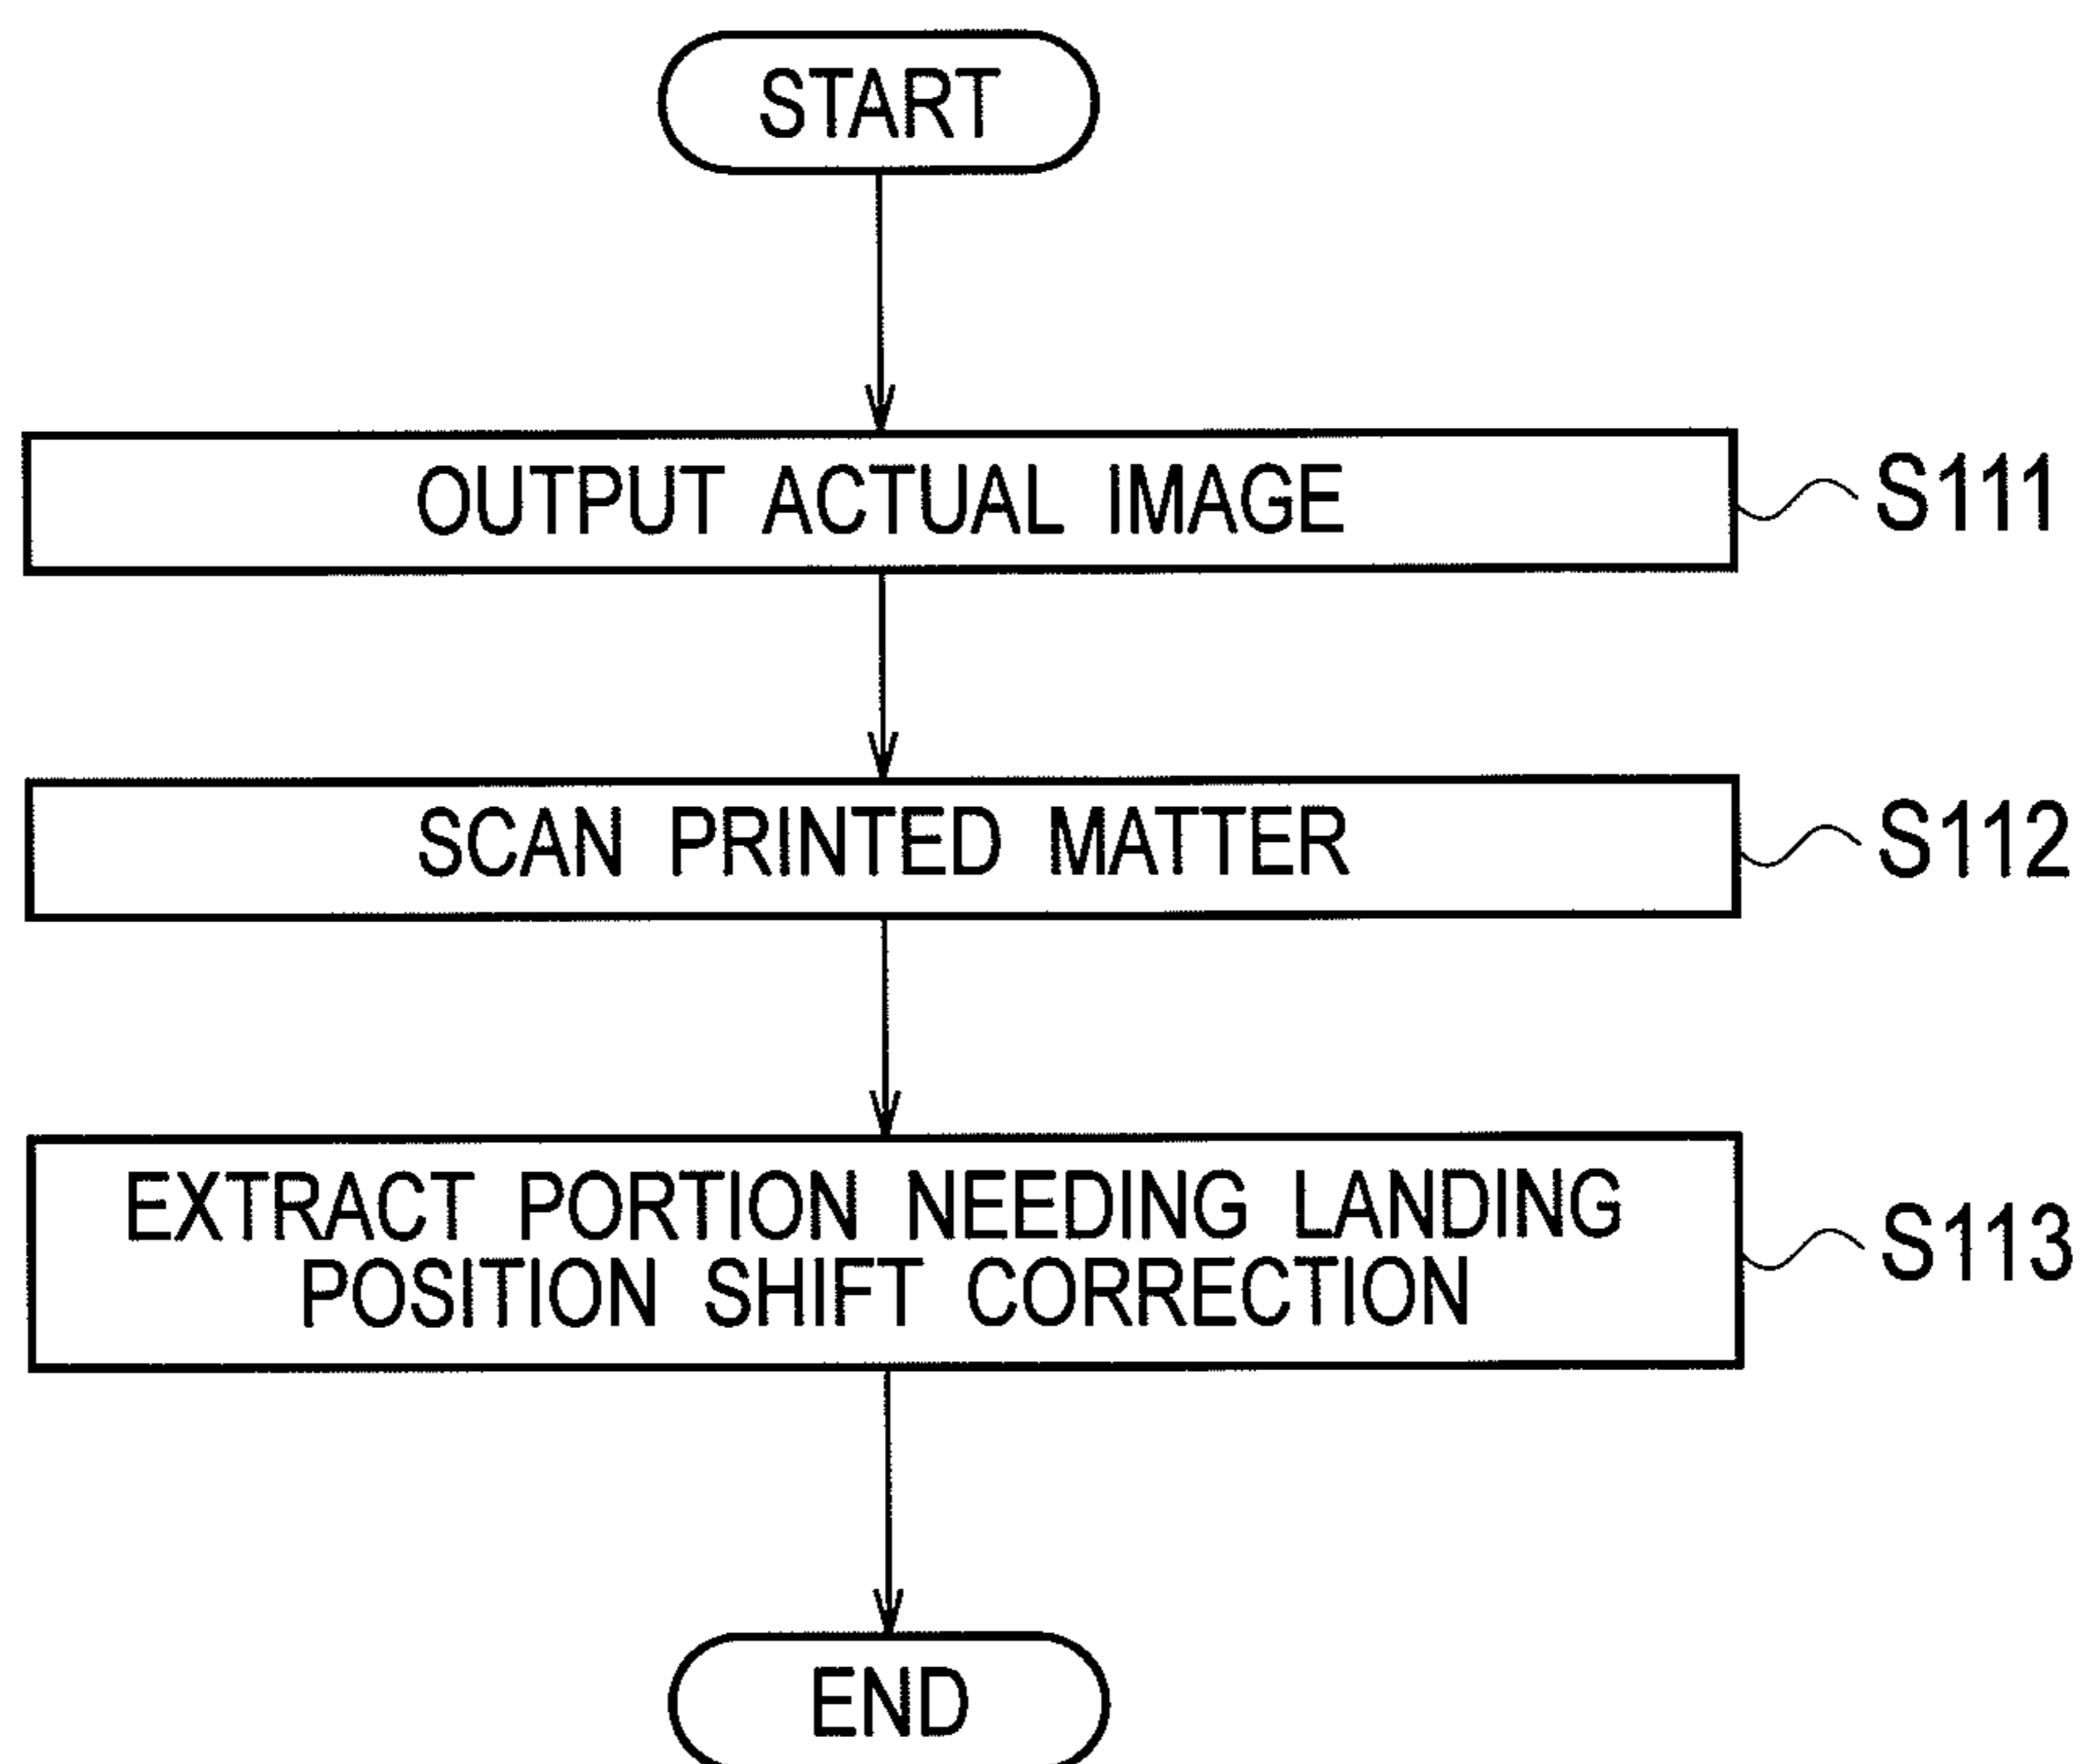 START
OUTPUT ACTUAL IMAGE
S111
SCAN PRINTED MATTER
S112
EXTRACT PORTION NEEDING LANDING
POSITION SHIFT CORRECTION
S113
END